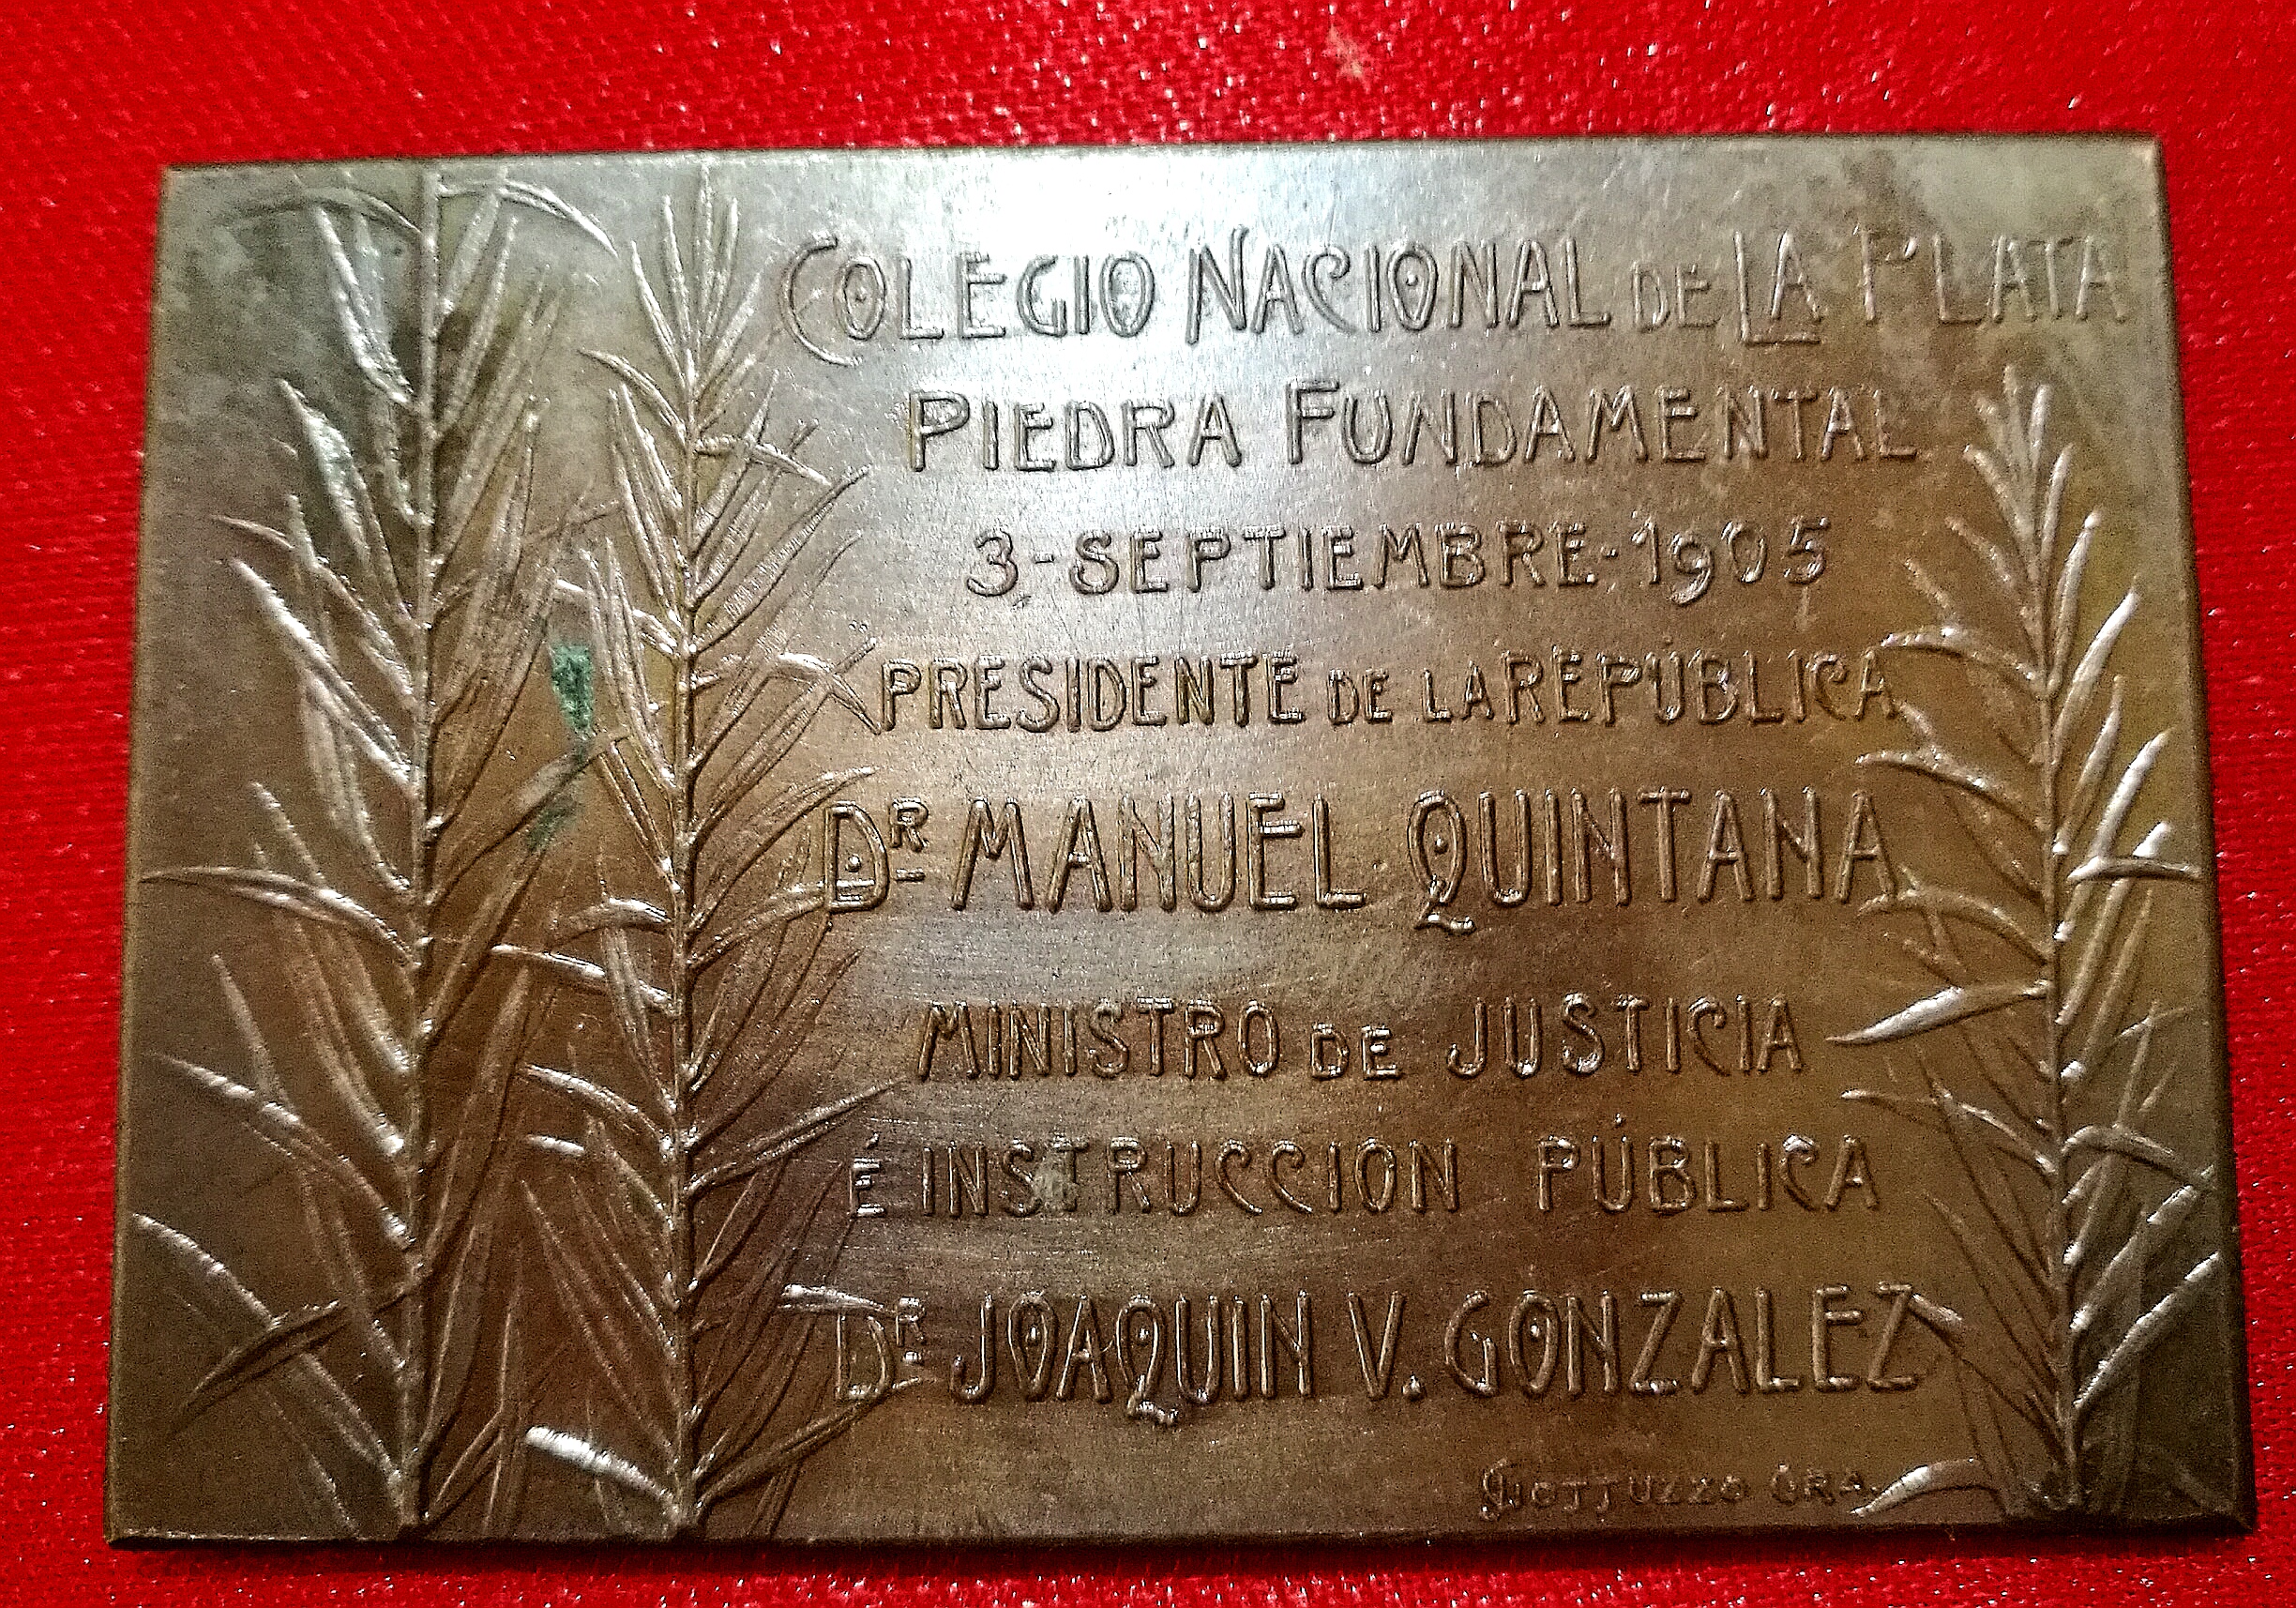 COLEGIO NACIONAL DE LA PLATA
PIEDRA FUNDAMENTAL
3-SEPTIEMBRE-1905
PRESIDENTE DE LA REPÚBLICA
DR MANUEL QUINTANA
MINISTRO DE JUSTICIA
É INSTRUCCION PÚBLICA
DR JOAQUIN V. GONZALEZ
GRA.